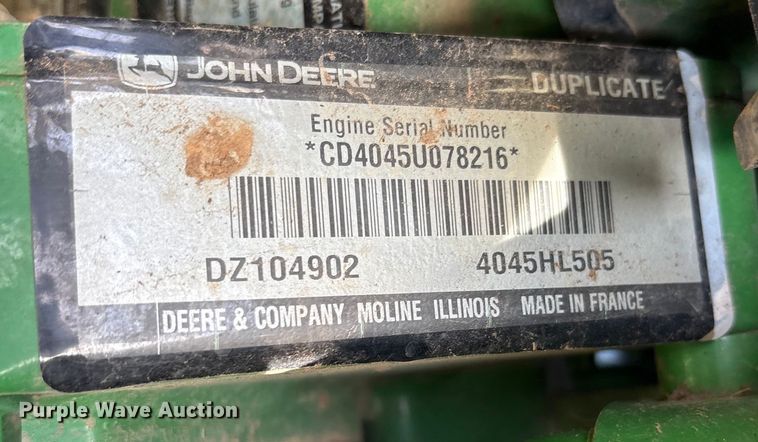 JOHN DEERE
DUPLICATE
Engine Serial Number
*CD4045U078216*
DZ104902 4045HL505
DEERE & COMPANY MOLINE ILLINOIS MADE IN FRANCE
Purple Wave Auction